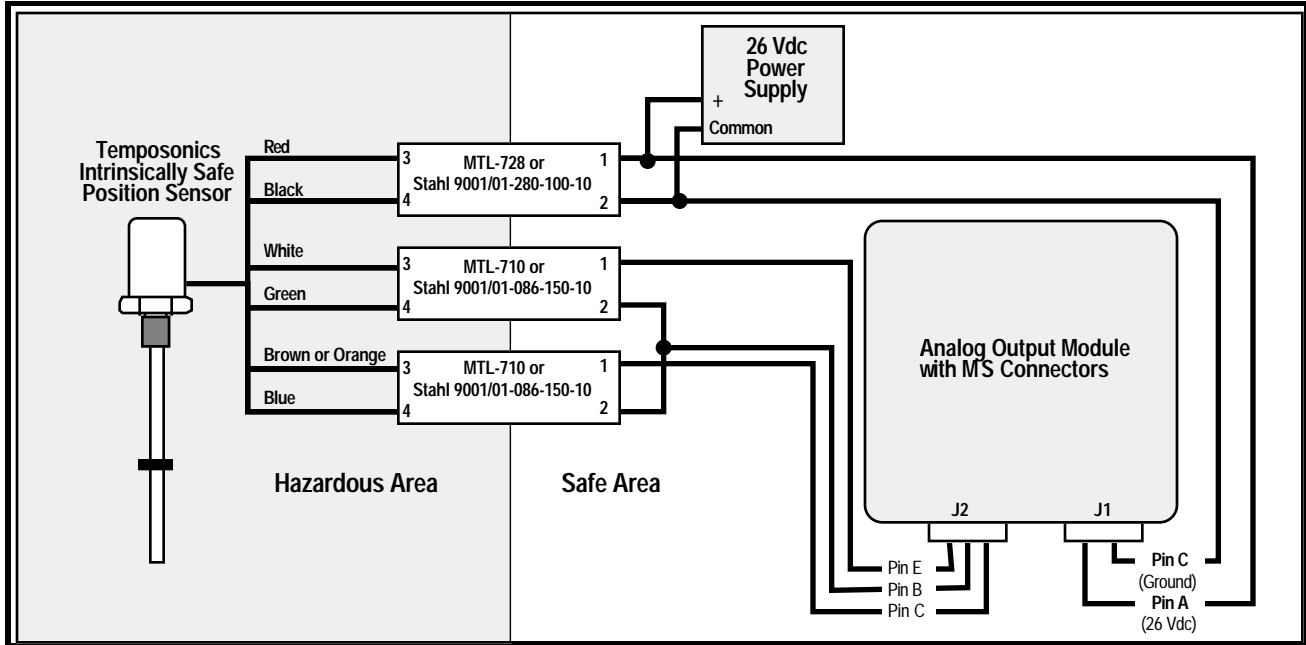 26 Vdc
Power
Supply
+
Common
Temposonics
Intrinsically Safe
Position Sensor
Red
Black
3
MTL-728 or
1
Stahl 9001/01-280-100-10
4
2
White
Green
3
MTL-710 or
1
Stahl 9001/01-086-150-10
4
2
Brown or Orange
Blue
3
MTL-710 or
1
Stahl 9001/01-086-150-10
4
2
Analog Output Module
with MS Connectors
Hazardous Area
Safe Area
J2
J1
Pin E
Pin B
Pin C
Pin C
(Ground)
Pin A
(26 Vdc)